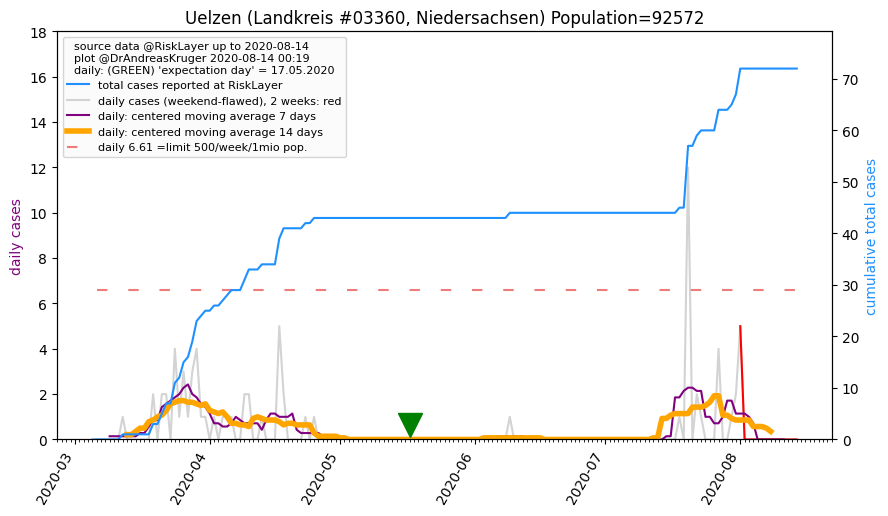 Uelzen (Landkreis #03360, Niedersachsen) Population=92572
source data @RiskLayer up to 2020-08-14
plot @DrAndreasKruger 2020-08-14 00:19
daily: (GREEN) 'expectation day' = 17.05.2020
total cases reported at RiskLayer
daily cases (weekend-flawed), 2 weeks: red
daily: centered moving average 7 days
daily: centered moving average 14 days
daily 6.61 =limit 500/week/1mio pop.
daily cases
18
16
14
12
10
8
6
4
2
0
70
60
50
40
30
20
10
0
cumulative total cases
2020-03
2020-04
2020-05
2020-06
2020-07
2020-08